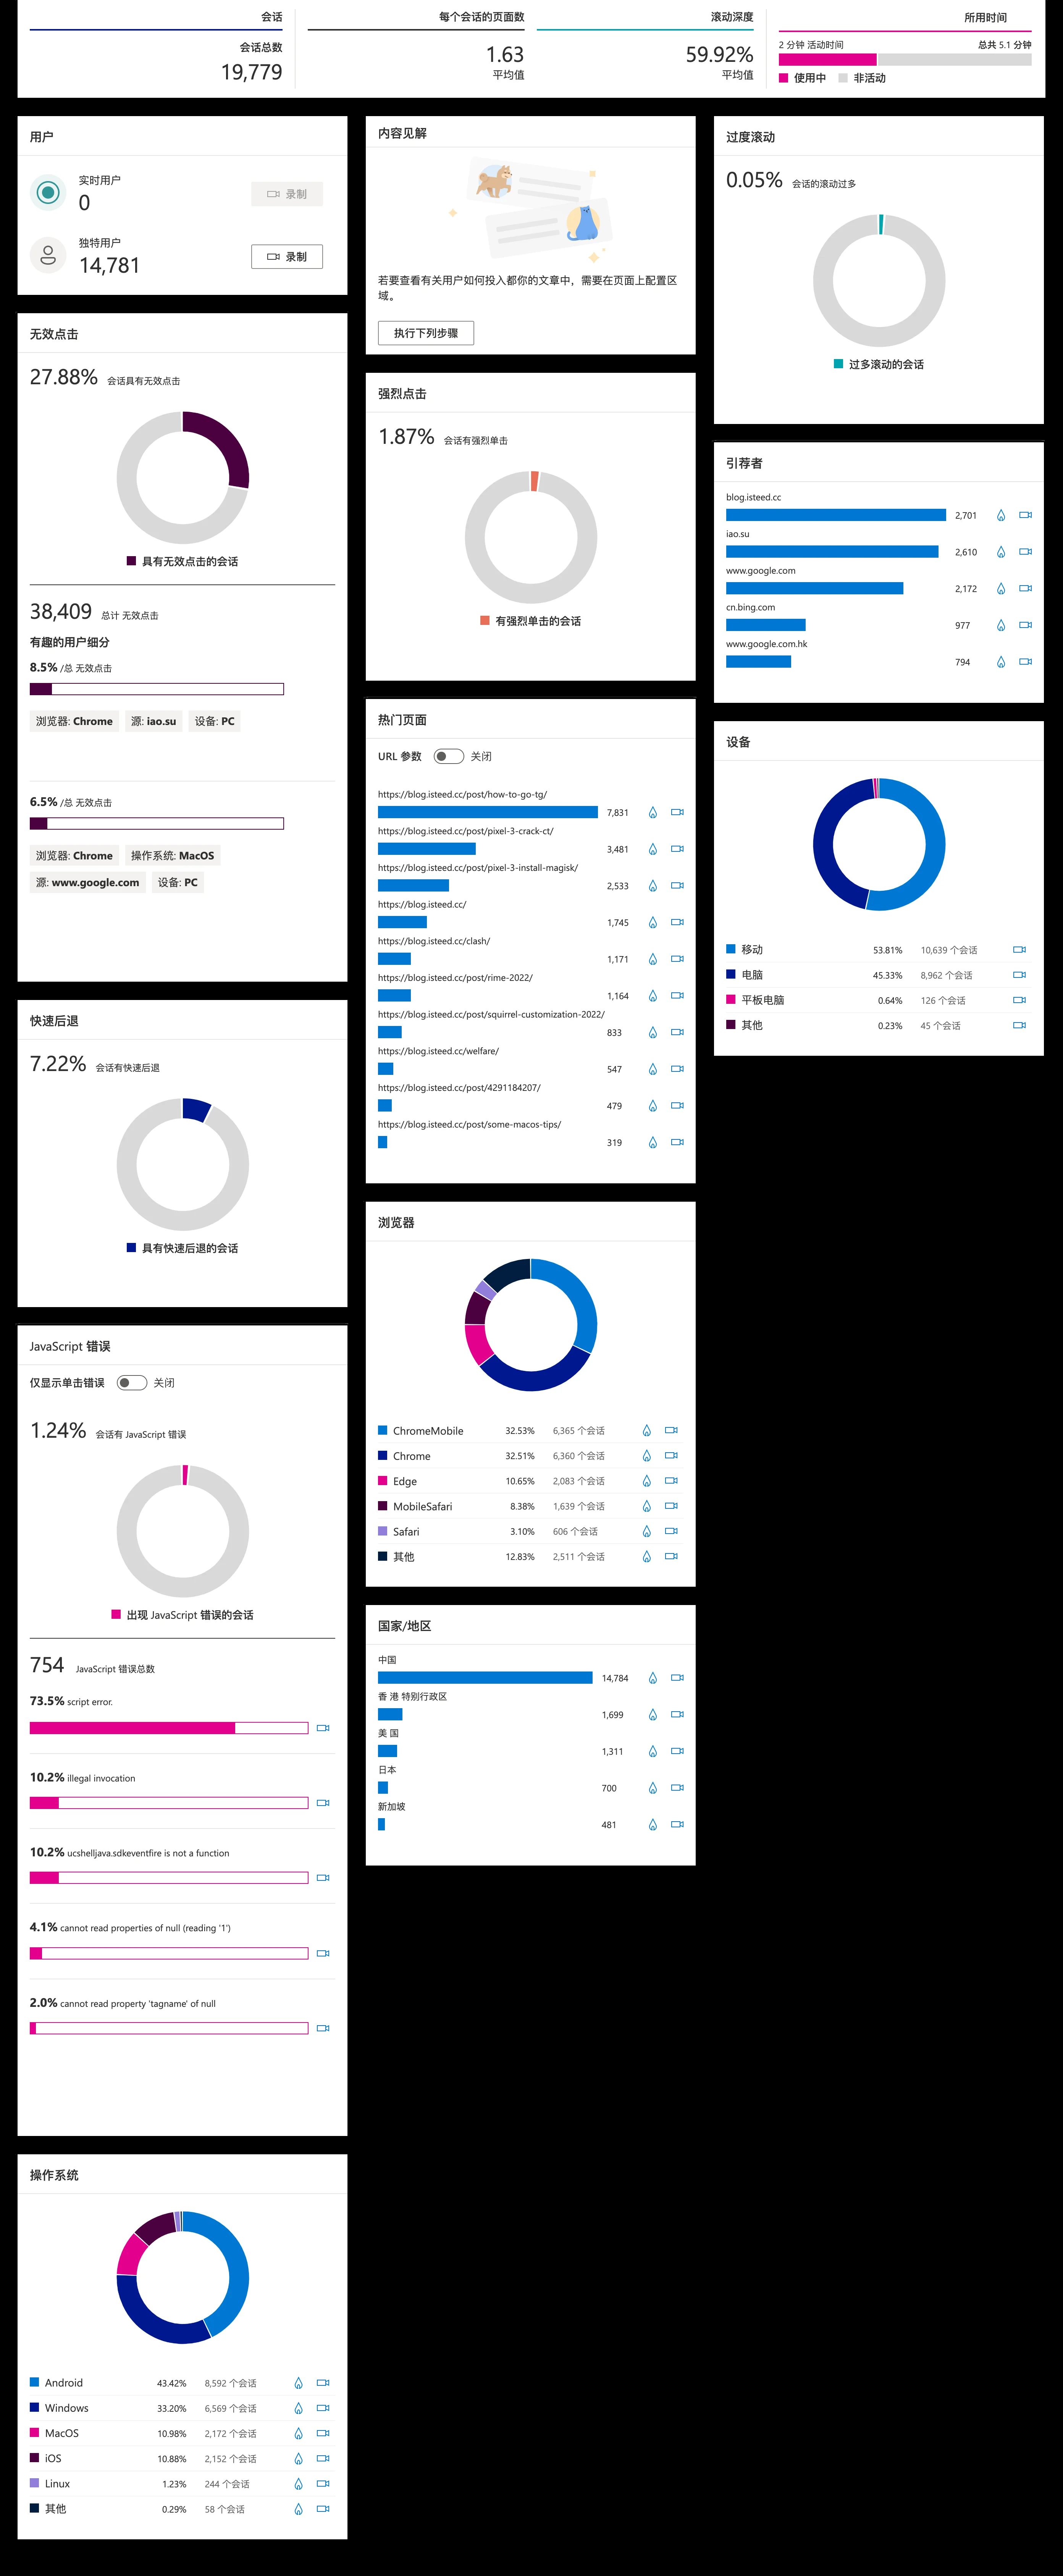 会话
会话总数
19,779
每个会话的页面数
1.63
平均值
滚动深度
59.92%
平均值
所用时间
2 分钟 活动时间
总共 5.1 分钟
使用中
非活动
用户
实时用户
0
录制
独特用户
14,781
录制
无效点击
27.88% 会话具有无效点击
具有无效点击的会话
38,409 总计 无效点击
有趣的用户细分
8.5% /总 无效点击
浏览器: Chrome
源: iao.su
设备: PC
6.5% /总 无效点击
浏览器: Chrome
操作系统: MacOS
源: www.google.com
设备: PC
快速后退
7.22% 会话有快速后退
具有快速后退的会话
JavaScript 错误
仅显示单击错误
关闭
1.24% 会话有 JavaScript 错误
出现 JavaScript 错误的会话
754 JavaScript 错误总数
73.5% script error.
10.2% illegal invocation
10.2% ucshelljava.sdkeventfire is not a function
4.1% cannot read properties of null (reading '1')
2.0% cannot read property 'tagname' of null
操作系统
Android 43.42% 8,592 个会话
Windows 33.20% 6,569 个会话
MacOS 10.98% 2,172 个会话
iOS 10.88% 2,152 个会话
Linux 1.23% 244 个会话
其他 0.29% 58 个会话
内容见解
若要查看有关用户如何投入都你的文章中，需要在页面上配置区
域。
执行下列步骤
强烈点击
1.87% 会话有强烈单击
有强烈单击的会话
热门页面
URL 参数
关闭
https://blog.isteed.cc/post/how-to-go-tg/
7,831
https://blog.isteed.cc/post/pixel-3-crack-ct/
3,481
https://blog.isteed.cc/post/pixel-3-install-magisk/
2,533
https://blog.isteed.cc/
1,745
https://blog.isteed.cc/clash/
1,171
https://blog.isteed.cc/post/rime-2022/
1,164
https://blog.isteed.cc/post/squirrel-customization-2022/
833
https://blog.isteed.cc/welfare/
547
https://blog.isteed.cc/post/4291184207/
479
https://blog.isteed.cc/post/some-macos-tips/
319
浏览器
ChromeMobile 32.53% 6,365 个会话
Chrome 32.51% 6,360 个会话
Edge 10.65% 2,083 个会话
MobileSafari 8.38% 1,639 个会话
Safari 3.10% 606 个会话
其他 12.83% 2,511 个会话
国家/地区
中国
14,784
香 港 特别行政区
1,699
美 国
1,311
日本
700
新加坡
481
过度滚动
0.05% 会话的滚动过多
过多滚动的会话
引荐者
blog.isteed.cc
2,701
iao.su
2,610
www.google.com
2,172
cn.bing.com
977
www.google.com.hk
794
设备
移动 53.81% 10,639 个会话
电脑 45.33% 8,962 个会话
平板电脑 0.64% 126 个会话
其他 0.23% 45 个会话